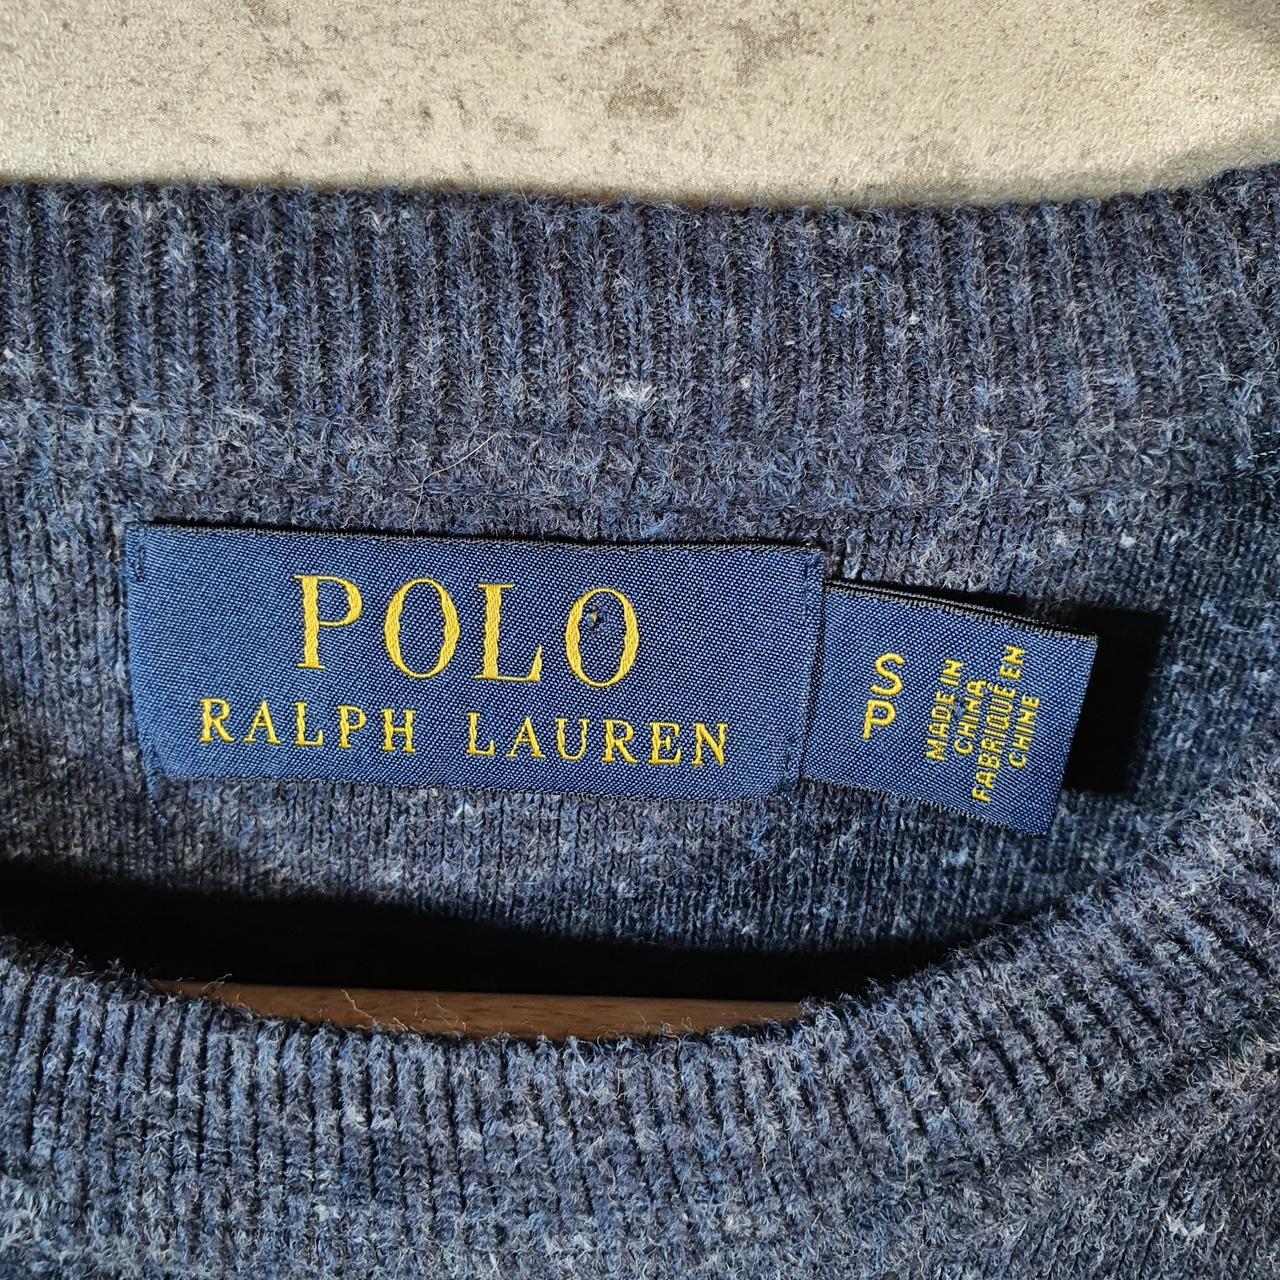 POLO
RALPH LAUREN
S
P
MADE IN
CHINA
FABRIQUÉ EN
CHINE